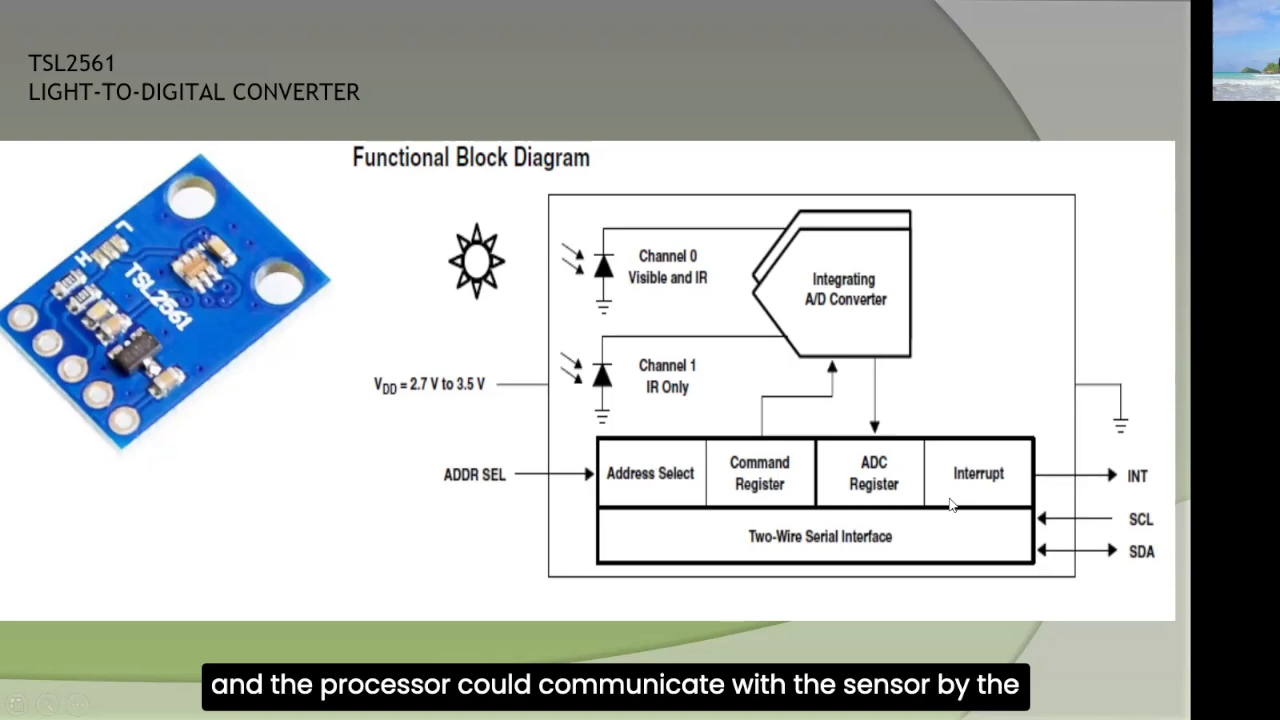 TSL2561
LIGHT-TO-DIGITAL CONVERTER
Functional Block Diagram
L
H
TSL2561
Channel 0
Visible and IR
Integrating
A/D Converter
Channel 1
IR Only
VDD = 2.7 V to 3.5 V
ADDR SEL
Address Select
Command
Register
ADC
Register
Interrupt
INT
Two-Wire Serial Interface
SCL
SDA
and the processor could communicate with the sensor by the